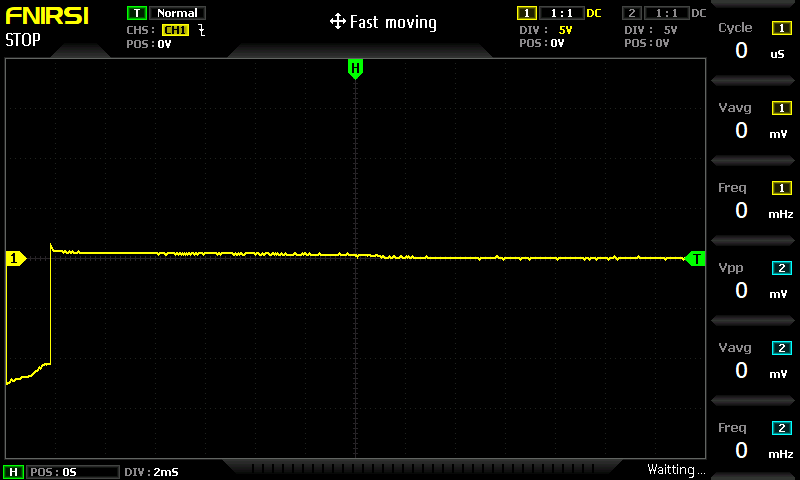 FNIRSI
STOP
T Normal
CHS: CH1
POS: 0V
Fast moving
1 1:1 DC
DIV: 5V
POS: 0V
2 1:1 DC
DIV: 5V
POS: 0V
H
1
T
Cycle 1
0 uS
Vavg 1
0 mV
Freq 1
0 mHz
Vpp 2
0 mV
Vavg 2
0 mV
Freq 2
0 mHz
H POS: 0S DIV: 2mS
Waitting...